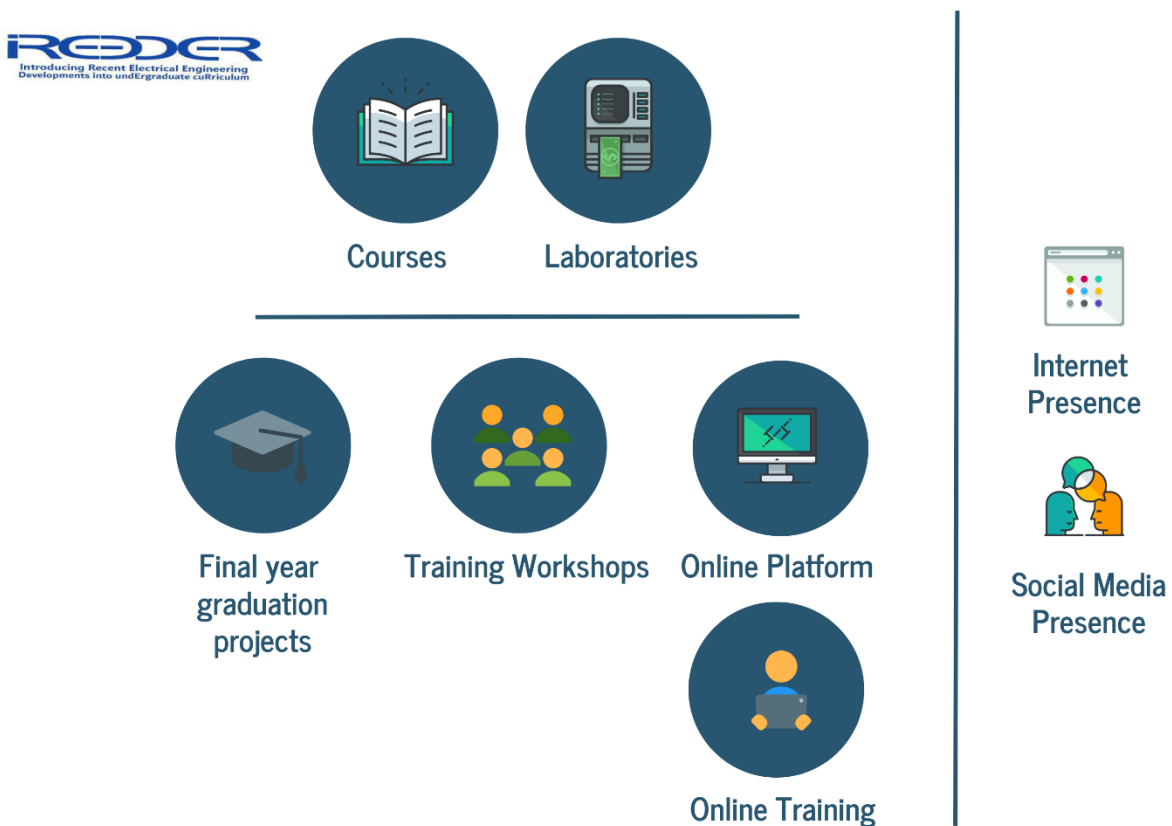 iREEDER
Introducing Recent Electrical Engineering
Developments into undErgraduate cuRriculum
Courses
Laboratories
Final year
graduation
projects
Training Workshops
Online Platform
Online Training
Internet
Presence
Social Media
Presence